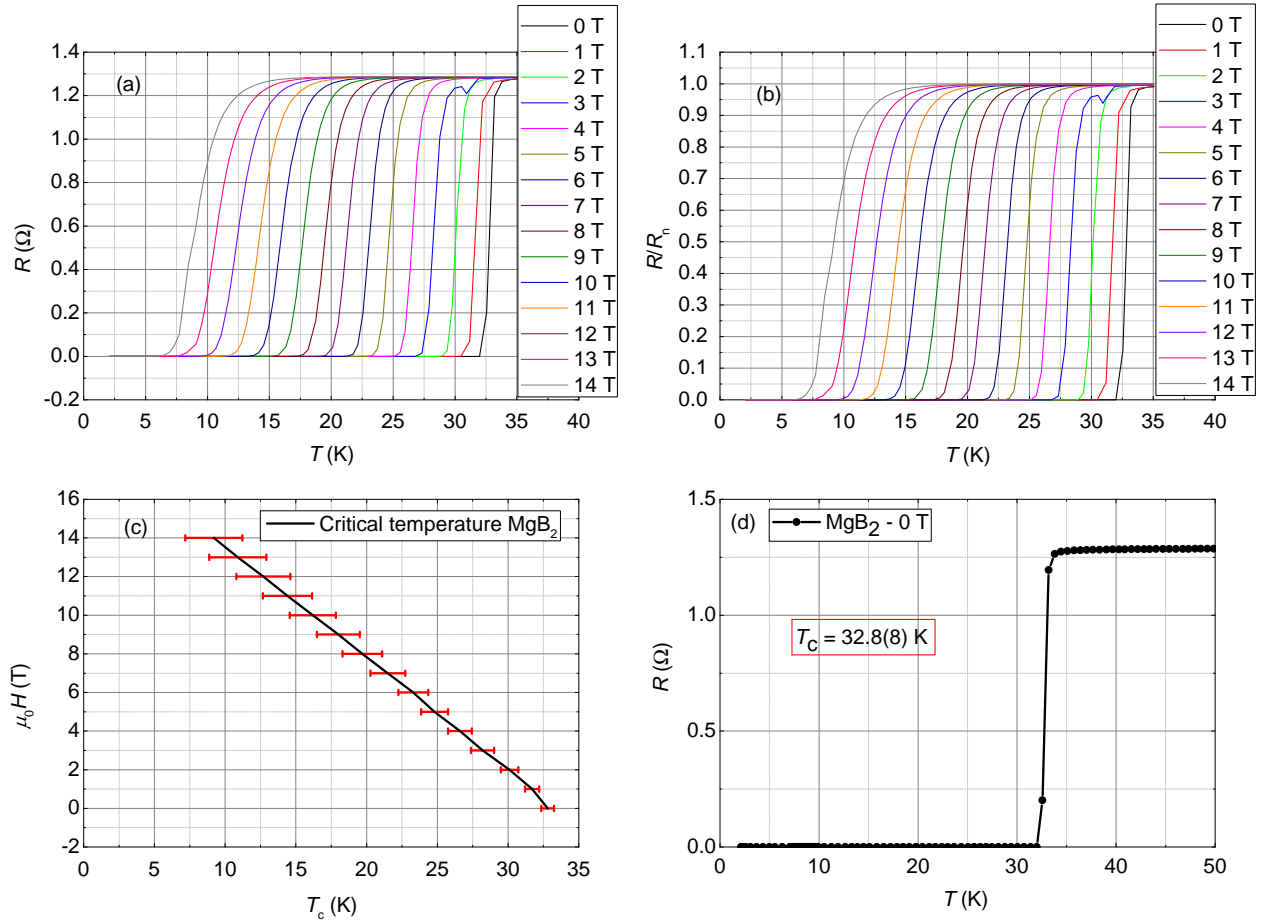 (a)
R (Ω)
1.4
1.2
1.0
0.8
0.6
0.4
0.2
0.0
-0.2
0 5 10 15 20 25 30 35 40
T (K)
0 T
1 T
2 T
3 T
4 T
5 T
6 T
7 T
8 T
9 T
10 T
11 T
12 T
13 T
14 T
(b)
R/Rn
1.1
1.0
0.9
0.8
0.7
0.6
0.5
0.4
0.3
0.2
0.1
0.0
0 5 10 15 20 25 30 35 40
T (K)
0 T
1 T
2 T
3 T
4 T
5 T
6 T
7 T
8 T
9 T
10 T
11 T
12 T
13 T
14 T
(c)
Critical temperature MgB2
μ0H (T)
16
14
12
10
8
6
4
2
0
-2
0 5 10 15 20 25 30 35
Tc (K)
(d)
MgB2 - 0 T
Tc = 32.8(8) K
R (Ω)
1.5
1.0
0.5
0.0
10 20 30 40 50
T (K)